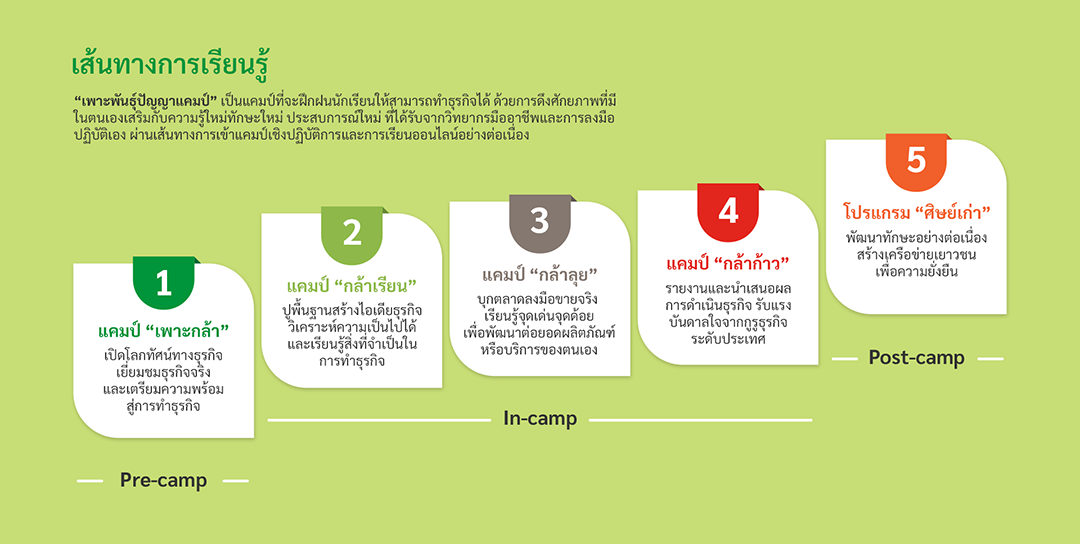 เส้นทางการเรียนรู้
“เพาะพันธุ์ปัญญาแคมป์” เป็นแคมป์ที่จะฝึกฝนนักเรียนให้สามารถทำธุรกิจได้ ด้วยการดึงศักยภาพที่มี
ในตนเองเสริมกับความรู้ใหม่ทักษะใหม่ ประสบการณ์ใหม่ ที่ได้รับจากวิทยากรมืออาชีพและการลงมือ
ปฏิบัติเอง ผ่านเส้นทางการเข้าแคมป์เชิงปฏิบัติการและการเรียนออนไลน์อย่างต่อเนื่อง
1
แคมป์ “เพาะกล้า”
เปิดโลกทัศน์ทางธุรกิจ
เยี่ยมชมธุรกิจจริง
และเตรียมความพร้อม
สู่การทำธุรกิจ
Pre-camp
2
แคมป์ “กล้าเรียน”
ปูพื้นฐานสร้างไอเดียธุรกิจ
วิเคราะห์ความเป็นไปได้
และเรียนรู้สิ่งที่จำเป็นใน
การทำธุรกิจ
3
แคมป์ “กล้าลุย”
บุกตลาดลงมือขายจริง
เรียนรู้จุดเด่นจุดด้อย
เพื่อพัฒนาต่อยอดผลิตภัณฑ์
หรือบริการของตนเอง
4
แคมป์ “กล้าก้าว”
รายงานและนำเสนอผล
การดำเนินธุรกิจ รับแรง
บันดาลใจจากกูรูธุรกิจ
ระดับประเทศ
In-camp
5
โปรแกรม “ศิษย์เก่า”
พัฒนาทักษะอย่างต่อเนื่อง
สร้างเครือข่ายเยาวชน
เพื่อความยั่งยืน
Post-camp